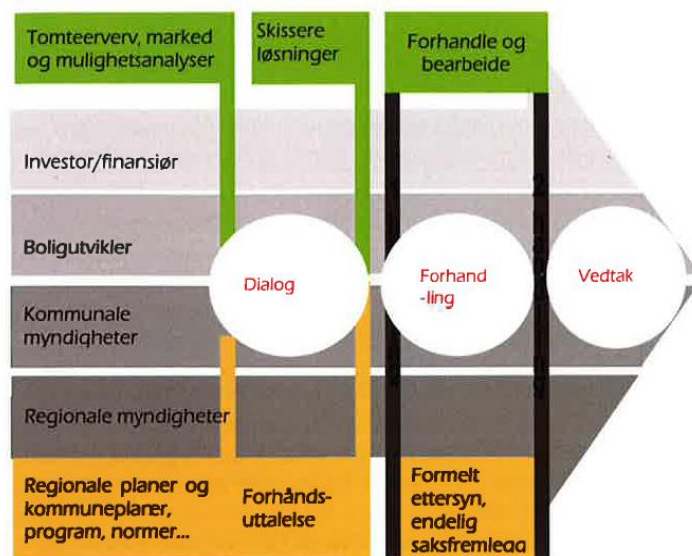 Tomteerverv, marked
og mulighetsanalyser
Skissere
løsninger
Forhandle og
bearbeide
Investor/finansiør
Boligutvikler
Kommunale
myndigheter
Regionale myndigheter
Dialog
Forhand
-ling
Vedtak
Regionale planer og
kommuneplaner,
program, normer...
Forhånds-
uttalelse
Formelt
ettersyn,
endelig
saksfremlegg